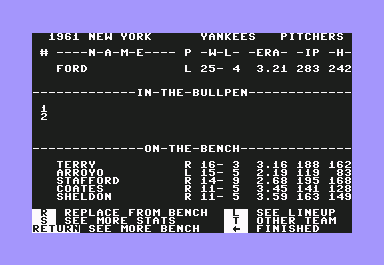 1961 NEW YORK YANKEES PITCHERS
# ----N-A-M-E---- P -W-L- -ERA- -IP -H-
FORD L 25- 4 3.21 283 242
-------------IN-THE-BULLPEN-------------
1
2
--------------ON-THE-BENCH--------------
TERRY R 16- 3 3.16 188 162
ARROYO L 15- 5 2.19 119 83
STAFFORD R 14- 9 2.68 195 168
COATES R 11- 5 3.45 141 128
SHELDON R 11- 5 3.59 163 149
R REPLACE FROM BENCH L SEE LINEUP
S SEE MORE STATS T OTHER TEAM
RETURN SEE MORE BENCH ← FINISHED